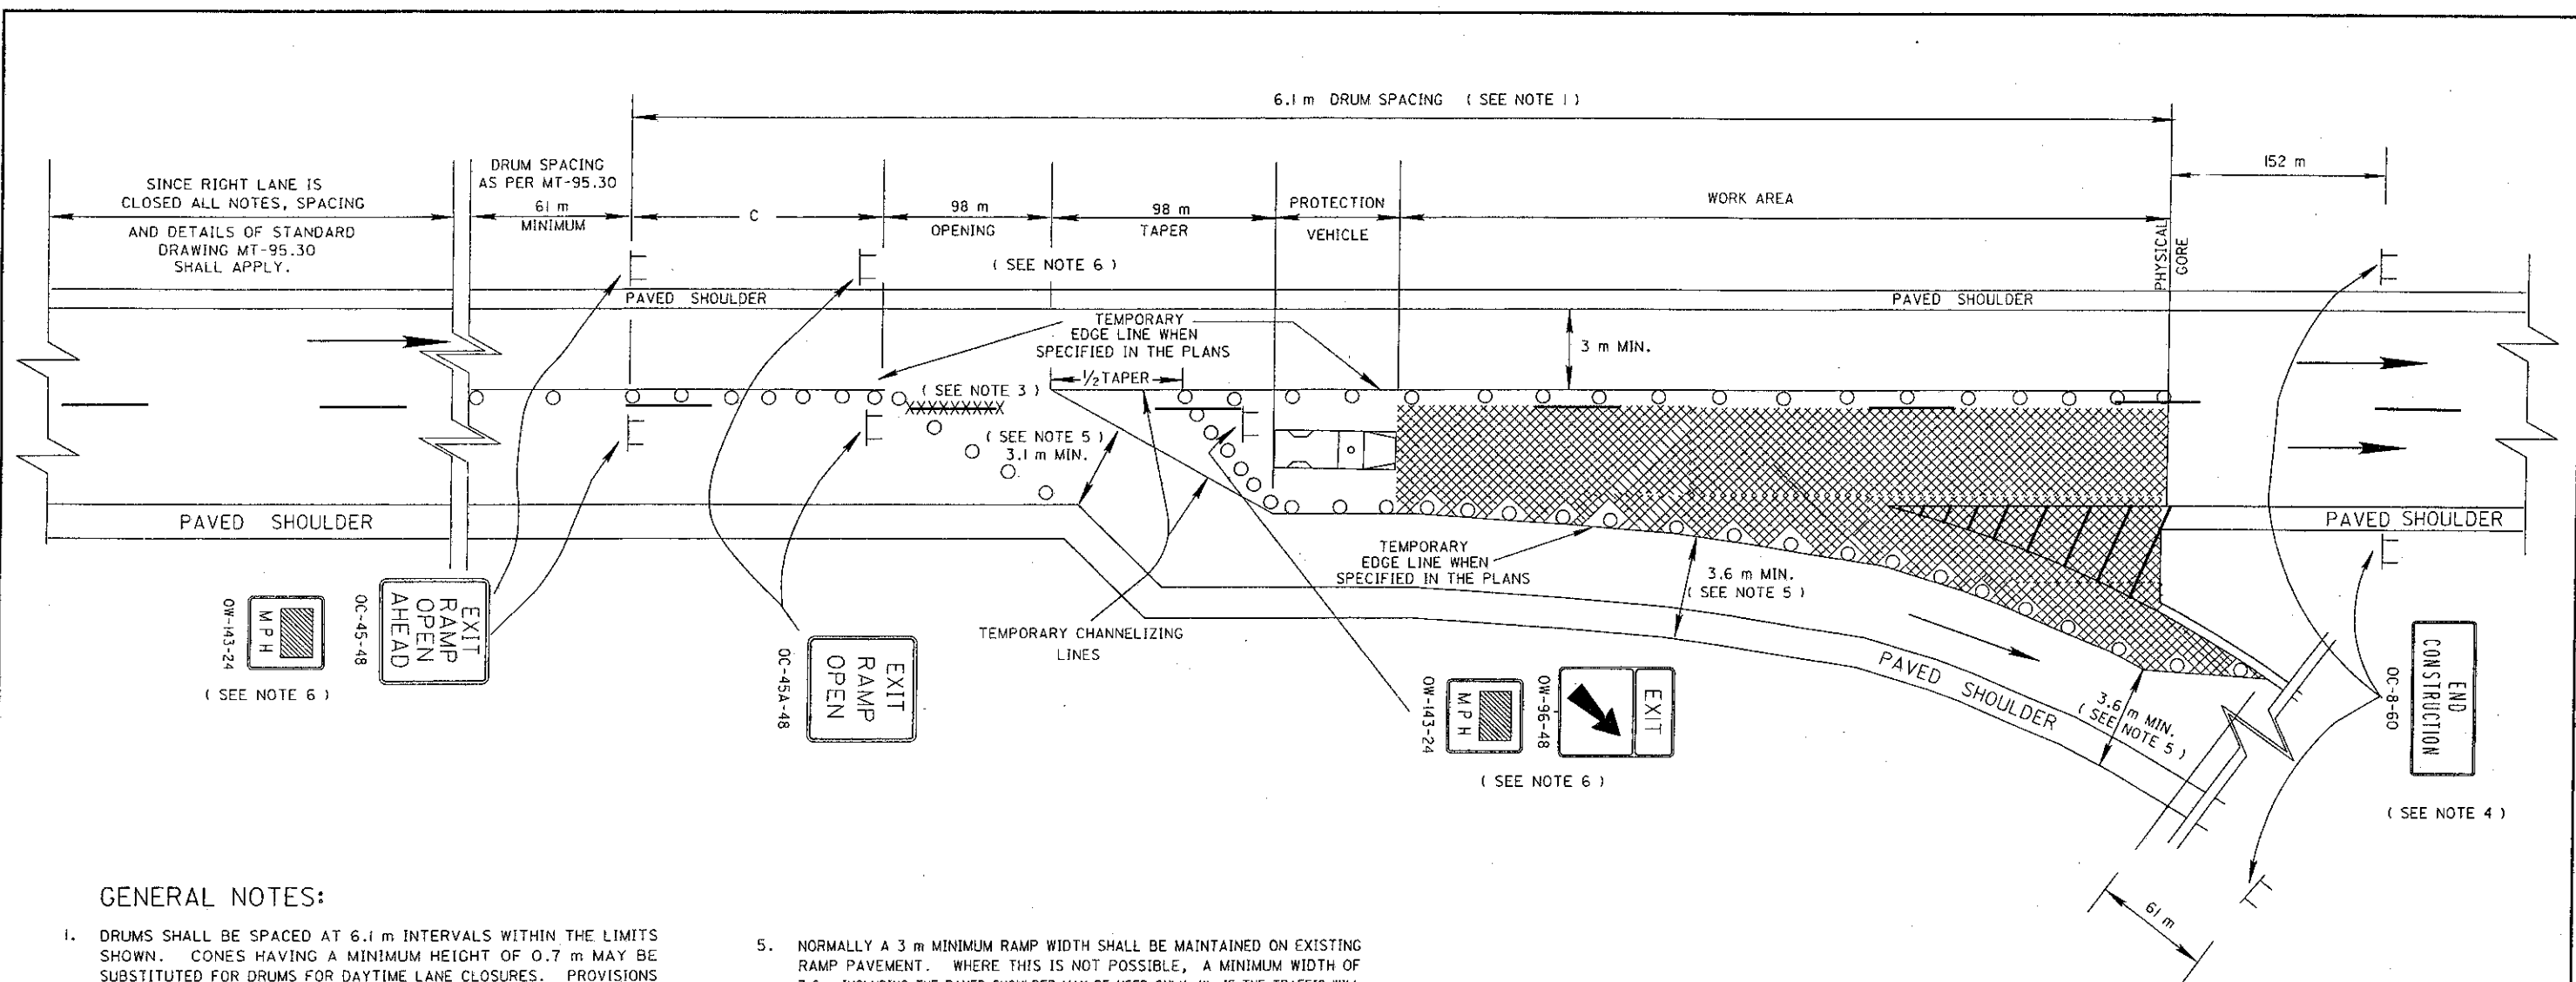 6.1 m DRUM SPACING ( SEE NOTE 1 )
SINCE RIGHT LANE IS
CLOSED ALL NOTES, SPACING
AND DETAILS OF STANDARD
DRAWING MT-95.30
SHALL APPLY.
DRUM SPACING
AS PER MT-95.30
61 m
MINIMUM
C
98 m
OPENING
98 m
TAPER
PROTECTION
VEHICLE
WORK AREA
152 m
( SEE NOTE 6 )
PHYSICAL
GORE
PAVED SHOULDER
PAVED SHOULDER
TEMPORARY
EDGE LINE WHEN
SPECIFIED IN THE PLANS
3 m MIN.
1/2 TAPER
( SEE NOTE 3 )
XXXXXXXXX
( SEE NOTE 5 )
3.1 m MIN.
PAVED SHOULDER
PAVED SHOULDER
TEMPORARY
EDGE LINE WHEN
SPECIFIED IN THE PLANS
3.6 m MIN.
( SEE NOTE 5 )
TEMPORARY CHANNELIZING
LINES
PAVED SHOULDER
3.6 m MIN.
( SEE NOTE 5 )
MPH
OW-143-24
( SEE NOTE 6 )
EXIT
RAMP
OPEN
AHEAD
OC-45-48
EXIT
RAMP
OPEN
OC-45A-48
MPH
OW-143-24
EXIT
OW-96-48
( SEE NOTE 6 )
END
CONSTRUCTION
OC-8-60
( SEE NOTE 4 )
61 m
GENERAL NOTES:
1. DRUMS SHALL BE SPACED AT 6.1 m INTERVALS WITHIN THE LIMITS
SHOWN. CONES HAVING A MINIMUM HEIGHT OF 0.7 m MAY BE
SUBSTITUTED FOR DRUMS FOR DAYTIME LANE CLOSURES. PROVISIONS
5. NORMALLY A 3 m MINIMUM RAMP WIDTH SHALL BE MAINTAINED ON EXISTING
RAMP PAVEMENT. WHERE THIS IS NOT POSSIBLE, A MINIMUM WIDTH OF